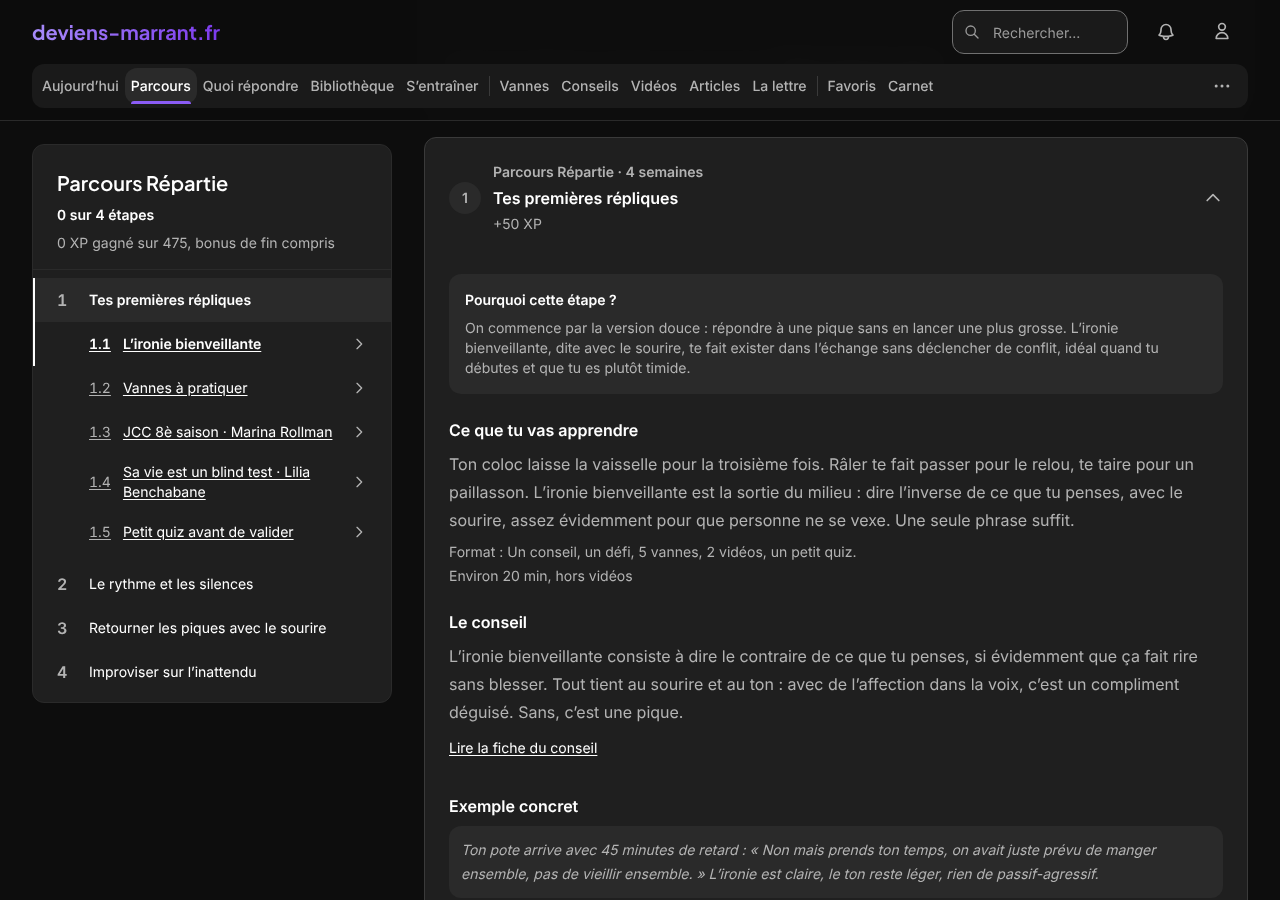 deviens-marrant.fr
Rechercher...
Aujourd’hui Parcours Quoi répondre Bibliothèque S’entraîner Vannes Conseils Vidéos Articles La lettre Favoris Carnet
Parcours Répartie
0 sur 4 étapes
0 XP gagné sur 475, bonus de fin compris
1 Tes premières répliques
1.1 L’ironie bienveillante
1.2 Vannes à pratiquer
1.3 JCC 8è saison · Marina Rollman
1.4 Sa vie est un blind test · Lilia
Benchabane
1.5 Petit quiz avant de valider
2 Le rythme et les silences
3 Retourner les piques avec le sourire
4 Improviser sur l’inattendu
Parcours Répartie · 4 semaines
1 Tes premières répliques
+50 XP
Pourquoi cette étape ?
On commence par la version douce : répondre à une pique sans en lancer une plus grosse. L’ironie
bienveillante, dite avec le sourire, te fait exister dans l’échange sans déclencher de conflit, idéal quand tu
débutes et que tu es plutôt timide.
Ce que tu vas apprendre
Ton coloc laisse la vaisselle pour la troisième fois. Râler te fait passer pour le relou, te taire pour un
paillasson. L’ironie bienveillante est la sortie du milieu : dire l’inverse de ce que tu penses, avec le
sourire, assez évidemment pour que personne ne se vexe. Une seule phrase suffit.
Format : Un conseil, un défi, 5 vannes, 2 vidéos, un petit quiz.
Environ 20 min, hors vidéos
Le conseil
L’ironie bienveillante consiste à dire le contraire de ce que tu penses, si évidemment que ça fait rire
sans blesser. Tout tient au sourire et au ton : avec de l’affection dans la voix, c’est un compliment
déguisé. Sans, c’est une pique.
Lire la fiche du conseil
Exemple concret
Ton pote arrive avec 45 minutes de retard : « Non mais prends ton temps, on avait juste prévu de manger
ensemble, pas de vieillir ensemble. » L’ironie est claire, le ton reste léger, rien de passif-agressif.